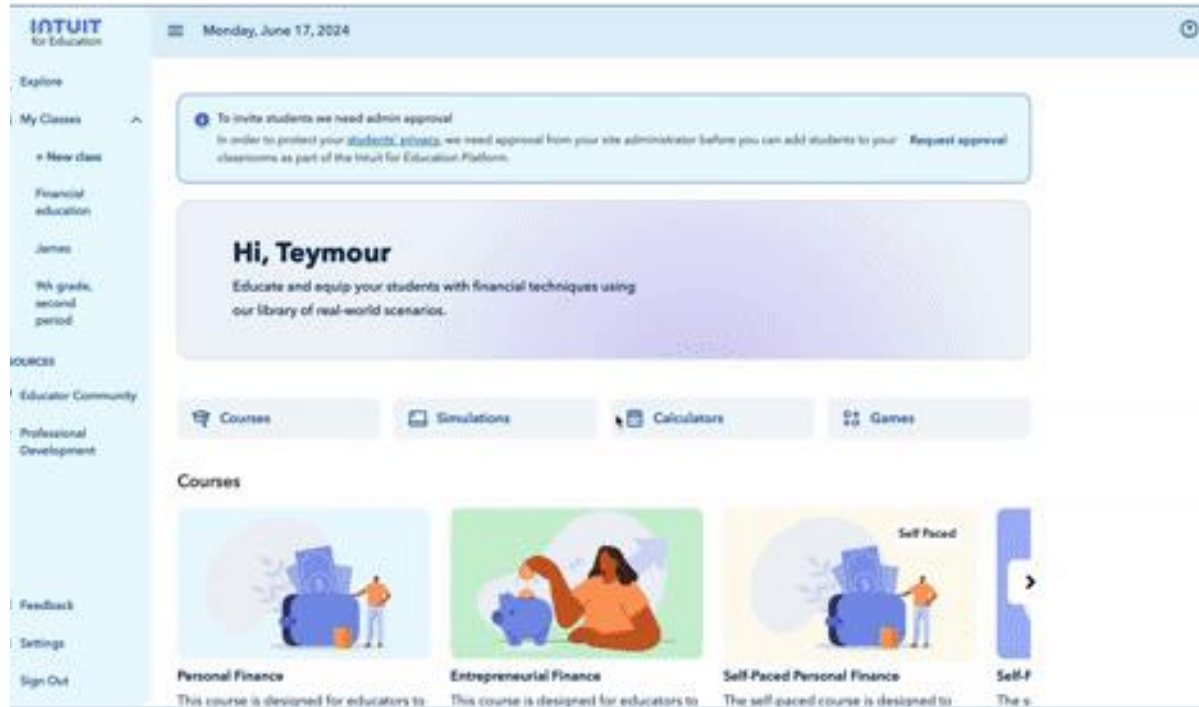 INTUIT
for Education
Monday, June 17, 2024
Explore
My Classes
+ New class
Financial
education
James
9th grade,
second
period
SOURCES
Educator Community
Professional
Development
Feedback
Settings
Sign Out
To invite students we need admin approval
In order to protect your students' privacy, we need approval from your site administrator before you can add students to your
classrooms as part of the Intuit for Education Platform.
Request approval
Hi, Teymour
Educate and equip your students with financial techniques using
our library of real-world scenarios.
Courses
Simulations
Calculators
Games
Courses
Self Paced
Personal Finance
This course is designed for educators to
Entrepreneurial Finance
This course is designed for educators to
Self-Paced Personal Finance
The self-paced course is designed to
Self-P
The s